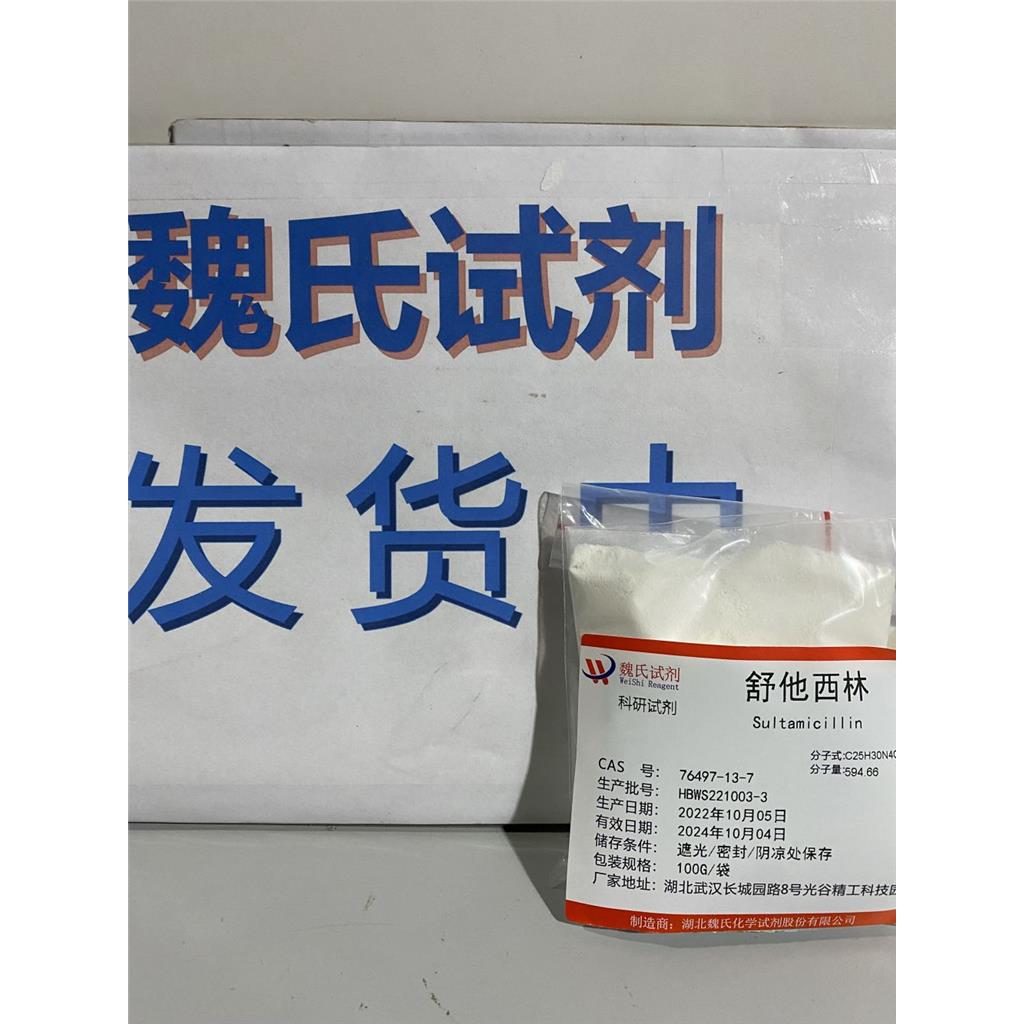 魏氏试剂
发货中
魏氏试剂
WeiShi Reagent
科研试剂
舒他西林
Sultamicillin
分子式:C25H30N4O
分子量:594.66
CAS 号: 76497-13-7
生产批号: HBWS221003-3
生产日期: 2022年10月05日
有效日期: 2024年10月04日
储存条件: 遮光/密封/阴凉处保存
包装规格: 100G/袋
厂家地址: 湖北武汉长城园路8号光谷精工科技园
制造商: 湖北魏氏化学试剂股份有限公司